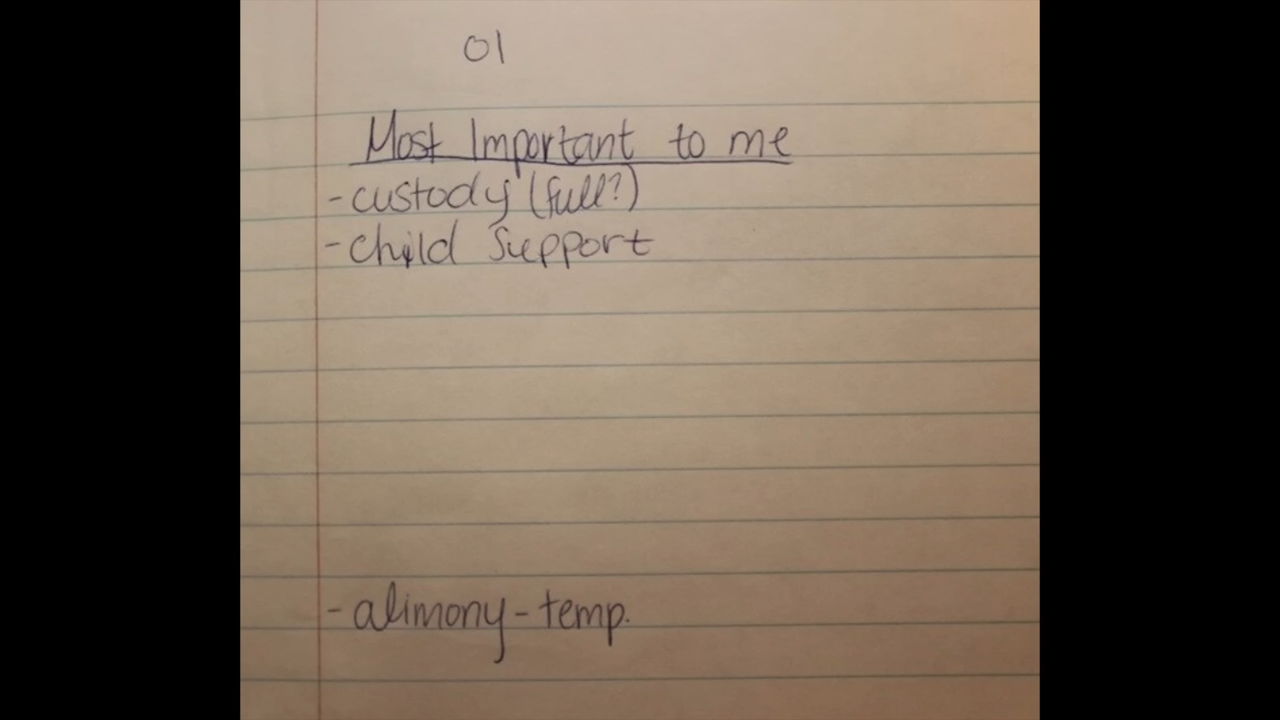 01
Most Important to me
-custody (full?)
-child support
-alimony-temp.